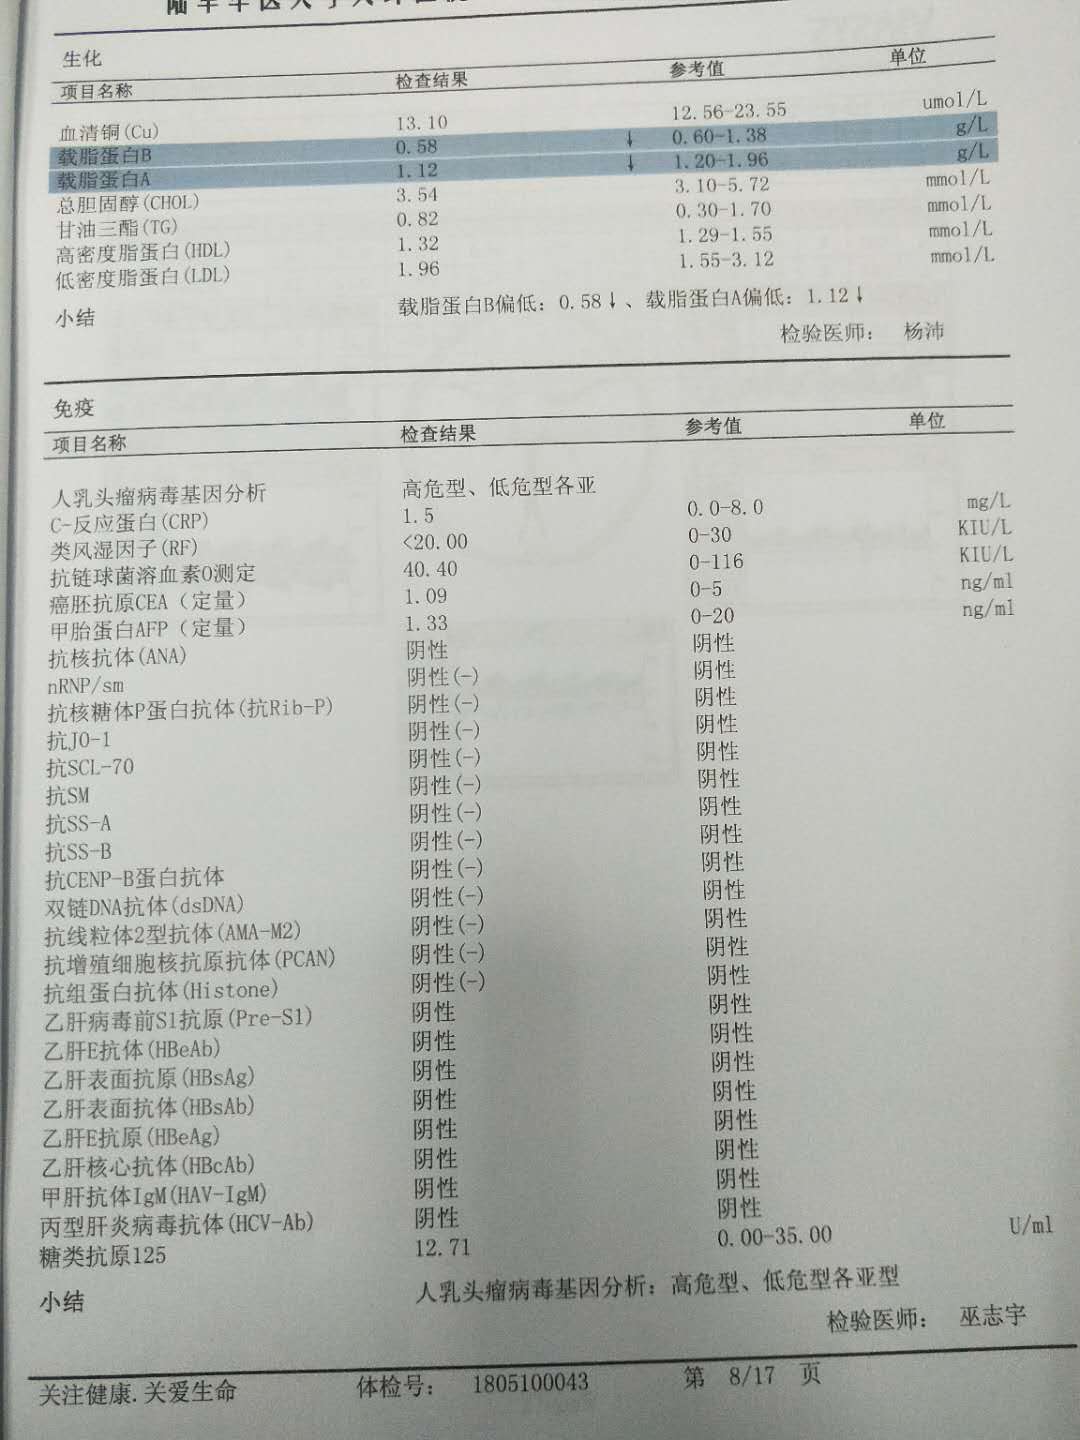 生化
项目名称 检查结果 参考值 单位
血清铜(Cu) 13.10 12.56-23.55 umol/L
载脂蛋白B 0.58 ↓ 0.60-1.38 g/L
载脂蛋白A 1.12 ↓ 1.20-1.96 g/L
总胆固醇(CHOL) 3.54 3.10-5.72 mmol/L
甘油三酯(TG) 0.82 0.30-1.70 mmol/L
高密度脂蛋白(HDL) 1.32 1.29-1.55 mmol/L
低密度脂蛋白(LDL) 1.96 1.55-3.12 mmol/L
小结 载脂蛋白B偏低：0.58↓、载脂蛋白A偏低：1.12↓
检验医师： 杨沛
免疫
项目名称 检查结果 参考值 单位
人乳头瘤病毒基因分析 高危型、低危型各亚
C-反应蛋白(CRP) 1.5 0.0-8.0 mg/L
类风湿因子(RF) <20.00 0-30 KIU/L
抗链球菌溶血素O测定 40.40 0-116 KIU/L
癌胚抗原CEA（定量） 1.09 0-5 ng/ml
甲胎蛋白AFP（定量） 1.33 0-20 ng/ml
抗核抗体(ANA) 阴性 阴性
nRNP/sm 阴性(-) 阴性
抗核糖体P蛋白抗体(抗Rib-P) 阴性(-) 阴性
抗JO-1 阴性(-) 阴性
抗SCL-70 阴性(-) 阴性
抗SM 阴性(-) 阴性
抗SS-A 阴性(-) 阴性
抗SS-B 阴性(-) 阴性
抗CENP-B蛋白抗体 阴性(-) 阴性
双链DNA抗体(dsDNA) 阴性(-) 阴性
抗线粒体2型抗体(AMA-M2) 阴性(-) 阴性
抗增殖细胞核抗原抗体(PCAN) 阴性(-) 阴性
抗组蛋白抗体(Histone) 阴性(-) 阴性
乙肝病毒前S1抗原(Pre-S1) 阴性 阴性
乙肝E抗体(HBeAb) 阴性 阴性
乙肝表面抗原(HBsAg) 阴性 阴性
乙肝表面抗体(HBsAb) 阴性 阴性
乙肝E抗原(HBeAg) 阴性 阴性
乙肝核心抗体(HBcAb) 阴性 阴性
甲肝抗体IgM(HAV-IgM) 阴性 阴性
丙型肝炎病毒抗体(HCV-Ab) 阴性 阴性
糖类抗原125 12.71 0.00-35.00 U/ml
小结 人乳头瘤病毒基因分析：高危型、低危型各亚型
检验医师： 巫志宇
关注健康.关爱生命 体检号： 1805100043 第 8/17 页